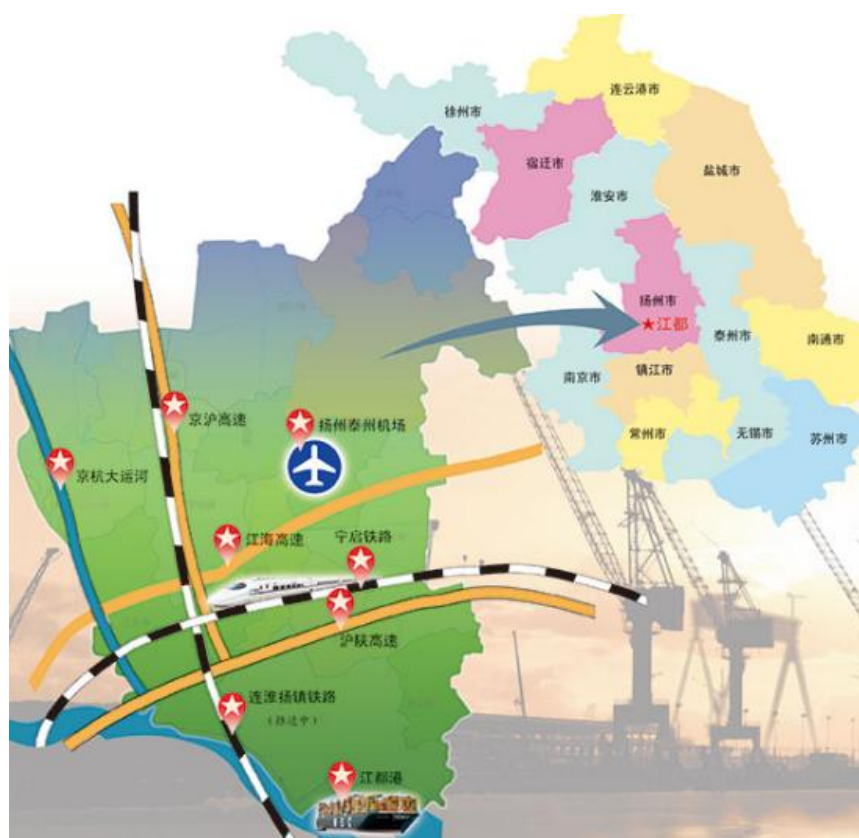 连云港市
徐州市
宿迁市
盐城市
淮安市
扬州市
★江都
泰州市
南通市
镇江市
南京市
常州市
无锡市
苏州市
京沪高速
扬州泰州机场
京杭大运河
江海高速
宁启铁路
沪陕高速
连淮扬镇铁路
（推进中）
江都港